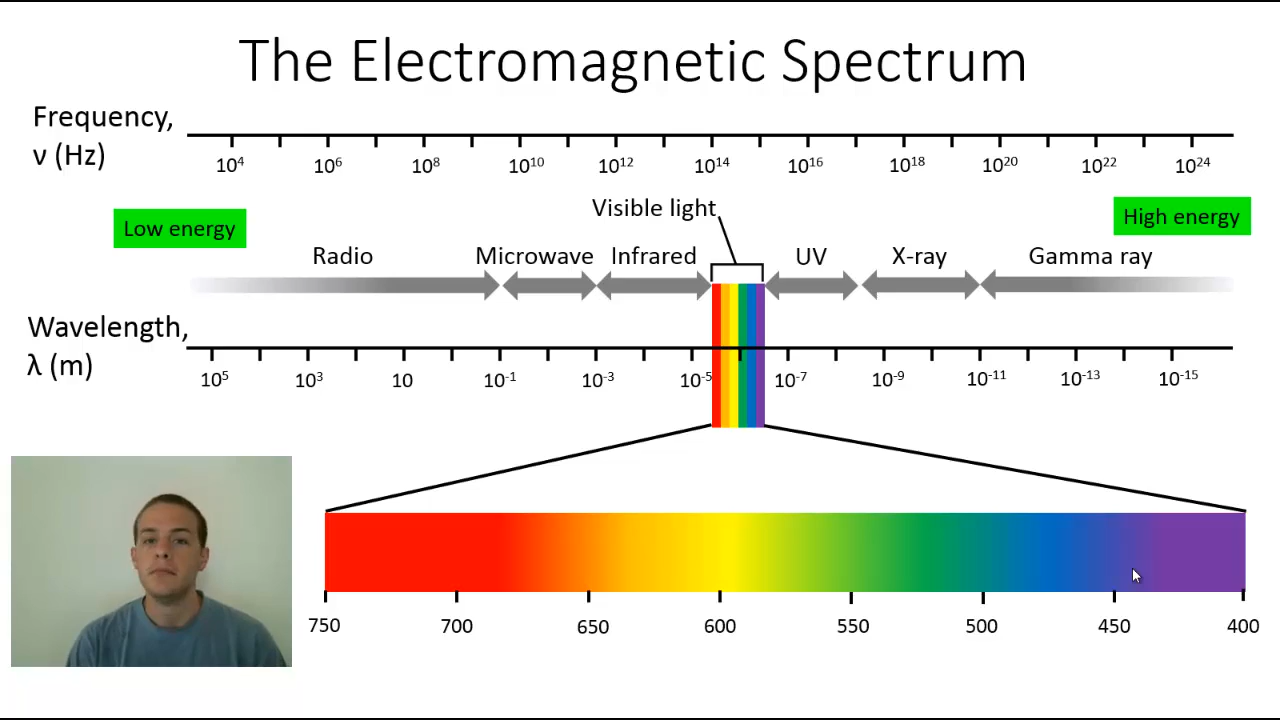 The Electromagnetic Spectrum
Frequency,
ν (Hz)
10⁴ 10⁶ 10⁸ 10¹⁰ 10¹² 10¹⁴ 10¹⁶ 10¹⁸ 10²⁰ 10²² 10²⁴
Visible light
Low energy
High energy
Radio Microwave Infrared UV X-ray Gamma ray
Wavelength,
λ (m)
10⁵ 10³ 10 10⁻¹ 10⁻³ 10⁻⁵ 10⁻⁷ 10⁻⁹ 10⁻¹¹ 10⁻¹³ 10⁻¹⁵
750 700 650 600 550 500 450 400